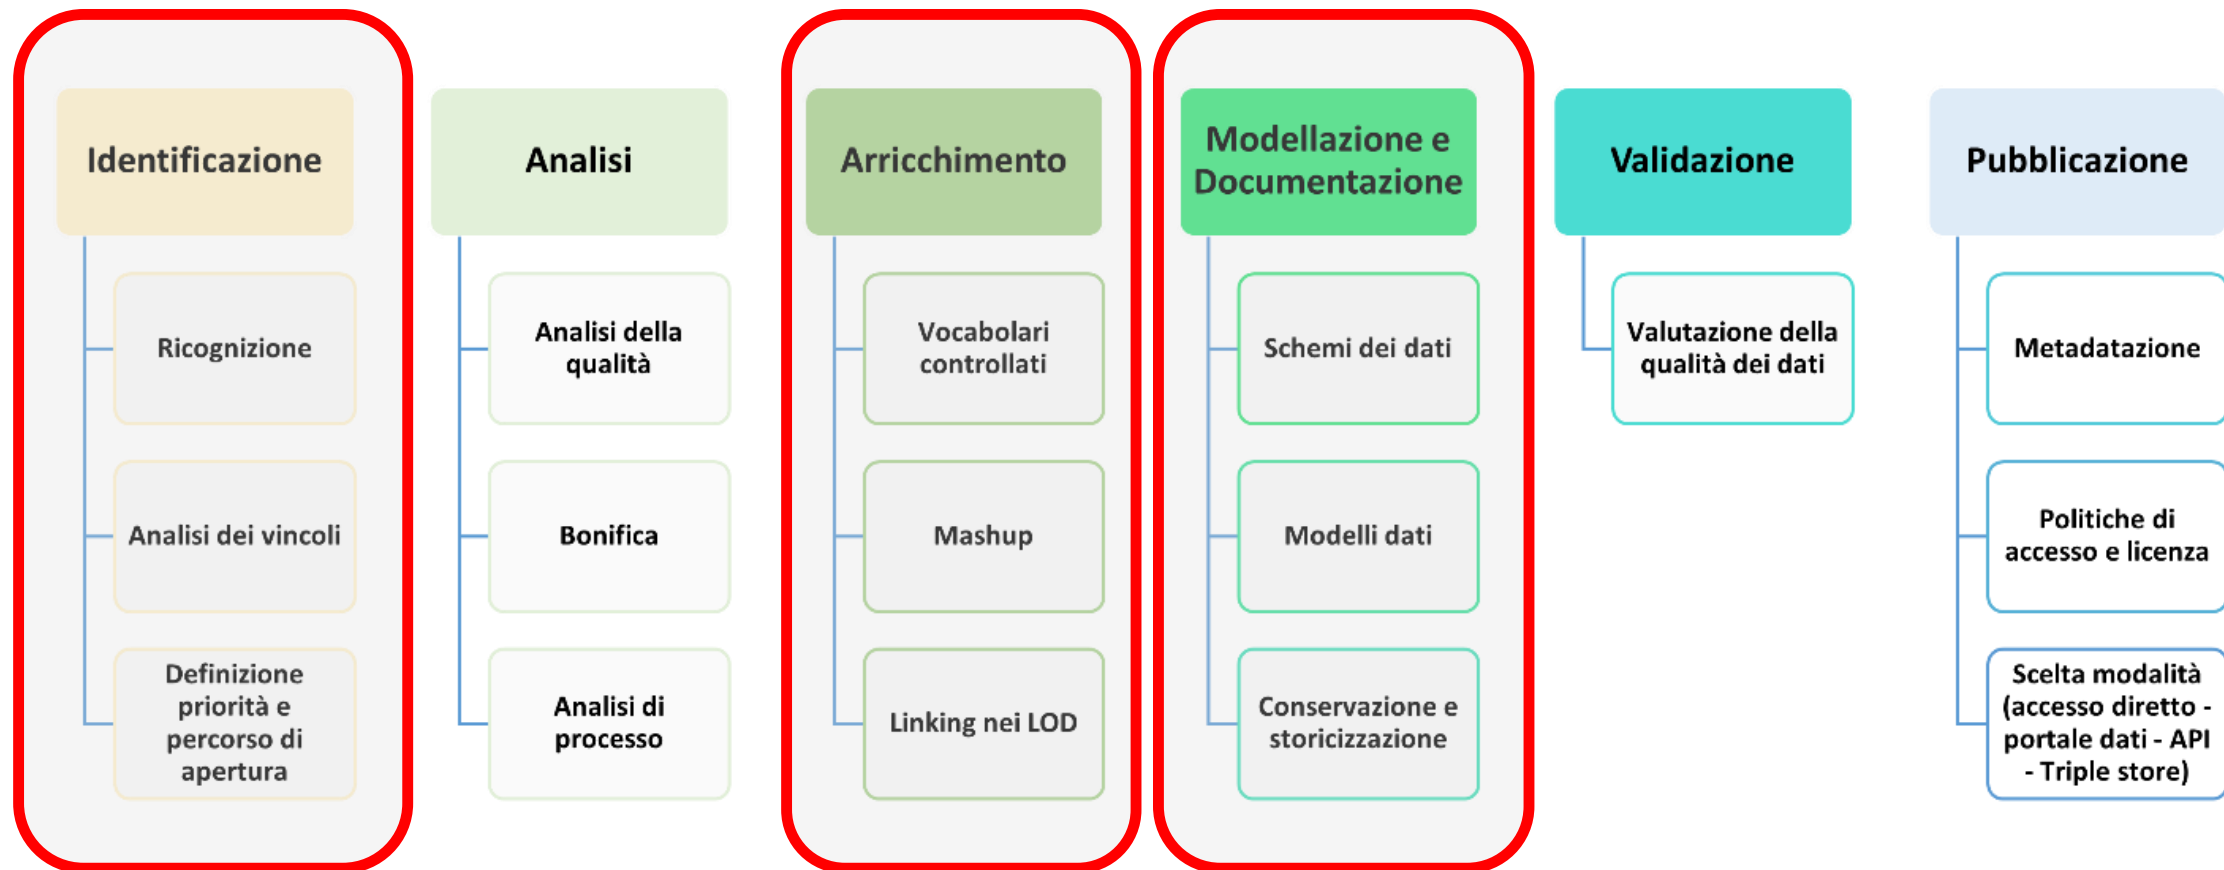 Identificazione
Ricognizione
Analisi dei vincoli
Definizione
priorità e
percorso di
apertura
Analisi
Analisi della
qualità
Bonifica
Analisi di
processo
Arricchimento
Vocabolari
controllati
Mashup
Linking nei LOD
Modellazione e
Documentazione
Schemi dei dati
Modelli dati
Conservazione e
storicizzazione
Validazione
Valutazione della
qualità dei dati
Pubblicazione
Metadatazione
Politiche di
accesso e licenza
Scelta modalità
(accesso diretto -
portale dati - API
- Triple store)